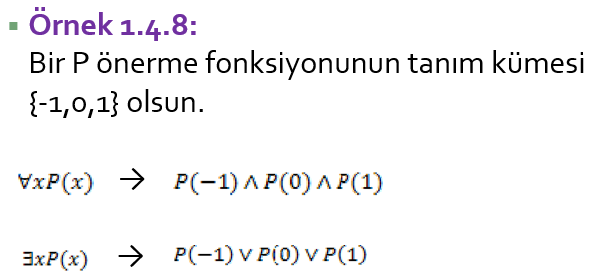 ▪ Örnek 1.4.8:
Bir P önerme fonksiyonunun tanım kümesi
{-1,0,1} olsun.
∀xP(x) → P(−1) ∧ P(0) ∧ P(1)
∃xP(x) → P(−1) ∨ P(0) ∨ P(1)